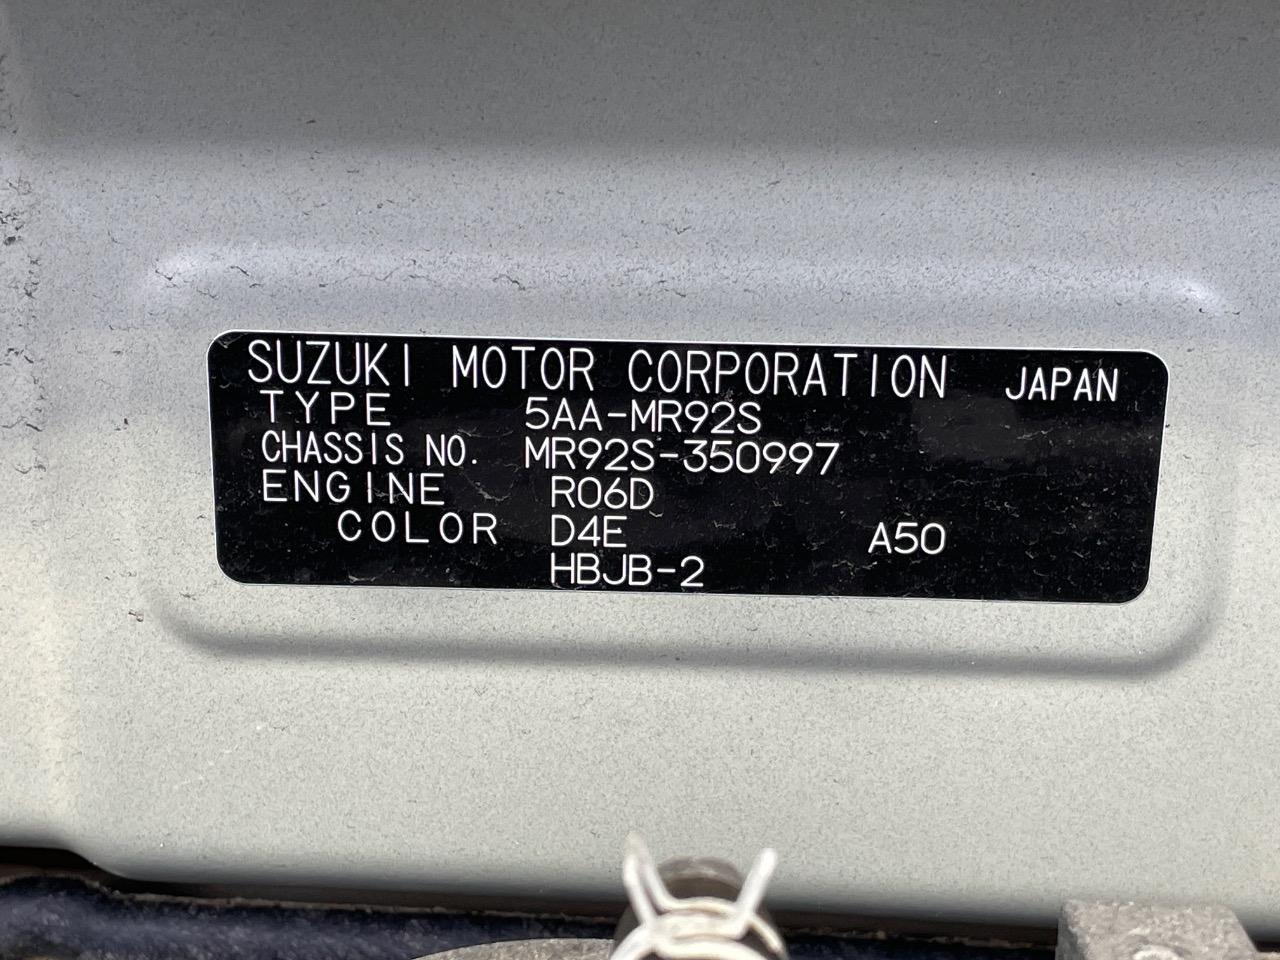 SUZUKI MOTOR CORPORATION JAPAN
TYPE 5AA-MR92S
CHASSIS NO. MR92S-350997
ENGINE R06D
COLOR D4E A50
HBJB-2